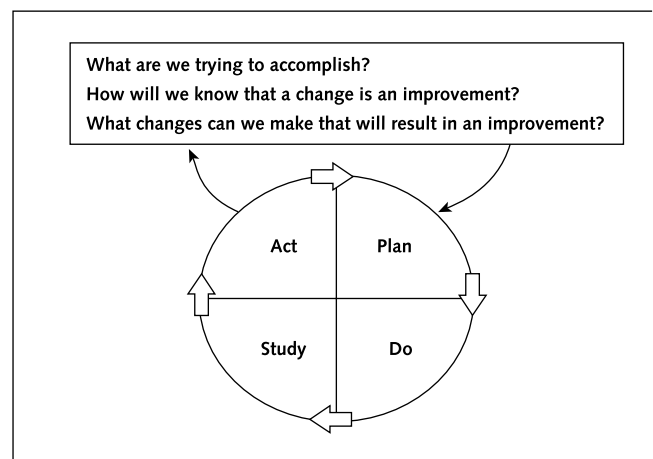 What are we trying to accomplish?
How will we know that a change is an improvement?
What changes can we make that will result in an improvement?
Act
Plan
Study
Do